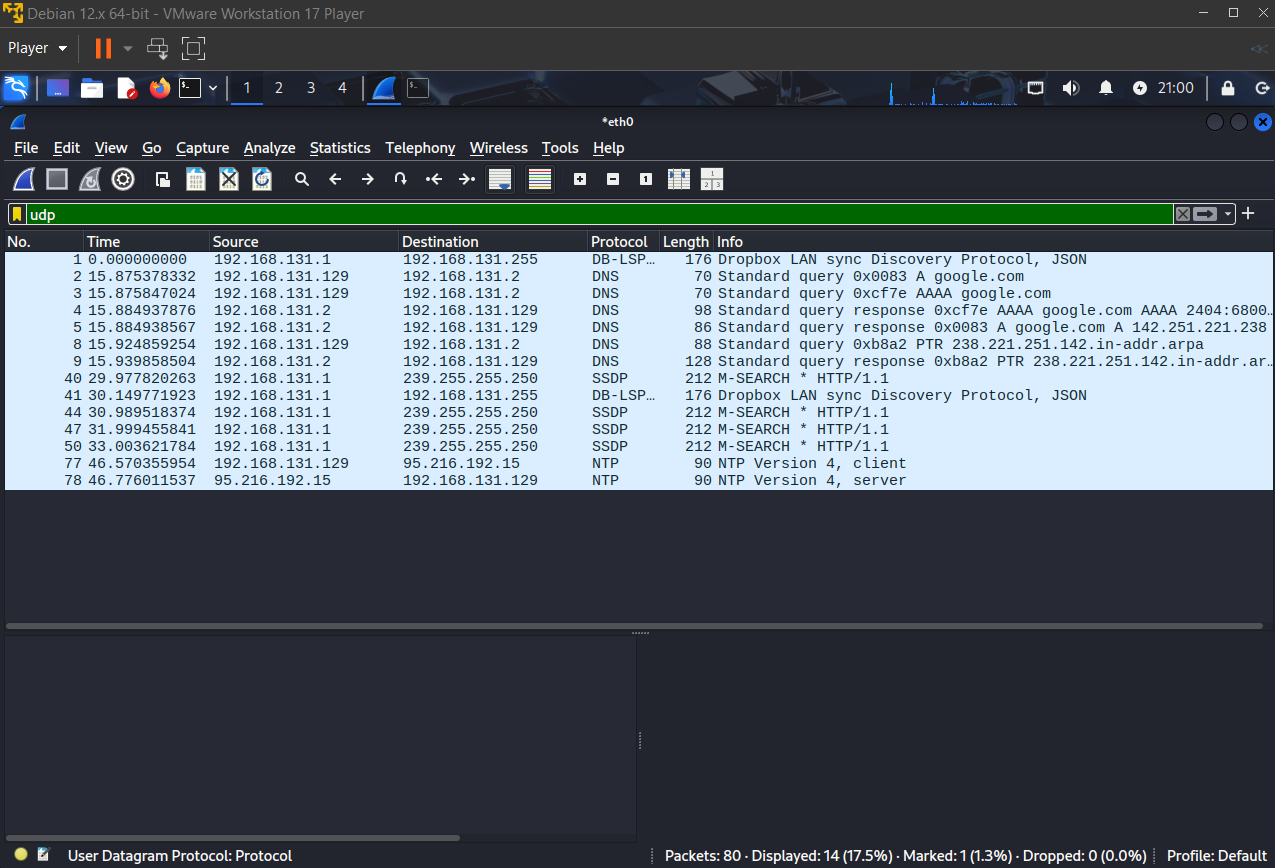 Debian 12.x 64-bit - VMware Workstation 17 Player
Player
1 2 3 4 21:00
*eth0
File Edit View Go Capture Analyze Statistics Telephony Wireless Tools Help
udp
No. Time Source Destination Protocol Length Info
1 0.000000000 192.168.131.1 192.168.131.255 DB-LSP… 176 Dropbox LAN sync Discovery Protocol, JSON
2 15.875378332 192.168.131.129 192.168.131.2 DNS 70 Standard query 0x0083 A google.com
3 15.875847024 192.168.131.129 192.168.131.2 DNS 70 Standard query 0xcf7e AAAA google.com
4 15.884937876 192.168.131.2 192.168.131.129 DNS 98 Standard query response 0xcf7e AAAA google.com AAAA 2404:6800…
5 15.884938567 192.168.131.2 192.168.131.129 DNS 86 Standard query response 0x0083 A google.com A 142.251.221.238
8 15.924859254 192.168.131.129 192.168.131.2 DNS 88 Standard query 0xb8a2 PTR 238.221.251.142.in-addr.arpa
9 15.939858504 192.168.131.2 192.168.131.129 DNS 128 Standard query response 0xb8a2 PTR 238.221.251.142.in-addr.ar…
40 29.977820263 192.168.131.1 239.255.255.250 SSDP 212 M-SEARCH * HTTP/1.1
41 30.149771923 192.168.131.1 192.168.131.255 DB-LSP… 176 Dropbox LAN sync Discovery Protocol, JSON
44 30.989518374 192.168.131.1 239.255.255.250 SSDP 212 M-SEARCH * HTTP/1.1
47 31.999455841 192.168.131.1 239.255.255.250 SSDP 212 M-SEARCH * HTTP/1.1
50 33.003621784 192.168.131.1 239.255.255.250 SSDP 212 M-SEARCH * HTTP/1.1
77 46.570355954 192.168.131.129 95.216.192.15 NTP 90 NTP Version 4, client
78 46.776011537 95.216.192.15 192.168.131.129 NTP 90 NTP Version 4, server
User Datagram Protocol: Protocol Packets: 80 · Displayed: 14 (17.5%) · Marked: 1 (1.3%) · Dropped: 0 (0.0%) Profile: Default